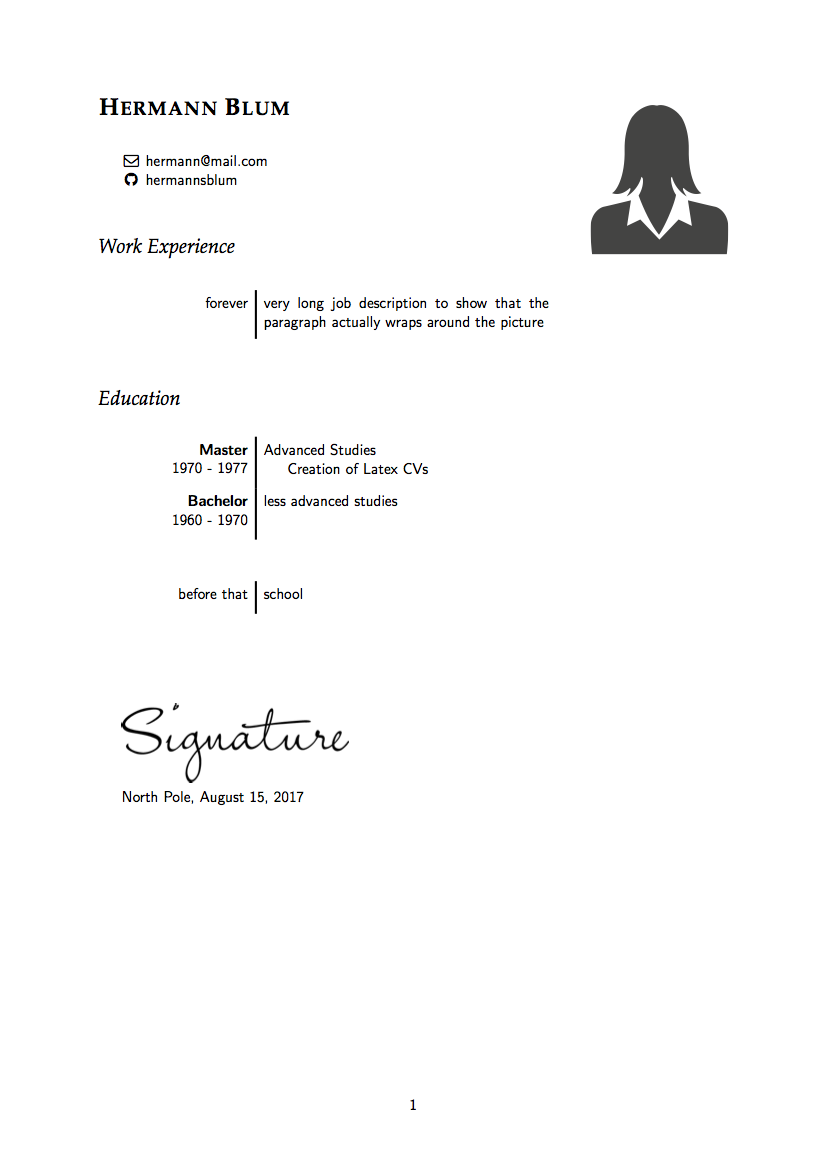 HERMANN BLUM
hermann@mail.com
hermannsblum
Work Experience
forever very long job description to show that the
paragraph actually wraps around the picture
Education
Master Advanced Studies
1970 - 1977 Creation of Latex CVs
Bachelor less advanced studies
1960 - 1970
before that school
Signature
North Pole, August 15, 2017
1